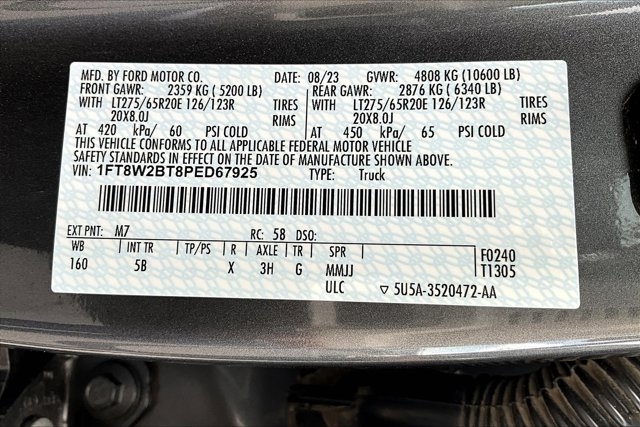 MFD. BY FORD MOTOR CO. DATE: 08/23 GVWR: 4808 KG (10600 LB)
FRONT GAWR: 2359 KG ( 5200 LB) REAR GAWR: 2876 KG ( 6340 LB)
WITH LT275/65R20E 126/123R TIRES WITH LT275/65R20E 126/123R TIRES
20X8.0J RIMS 20X8.0J RIMS
AT 420 kPa/ 60 PSI COLD AT 450 kPa/ 65 PSI COLD
THIS VEHICLE CONFORMS TO ALL APPLICABLE FEDERAL MOTOR VEHICLE
SAFETY STANDARDS IN EFFECT ON THE DATE OF MANUFACTURE SHOWN ABOVE.
VIN: 1FT8W2BT8PED67925 TYPE: Truck
EXT PNT: M7 RC: 58 DSO:
WB INT TR TP/PS R AXLE TR SPR F0240
160 5B X 3H G MMJJ T1305
ULC ▽ 5U5A-3520472-AA